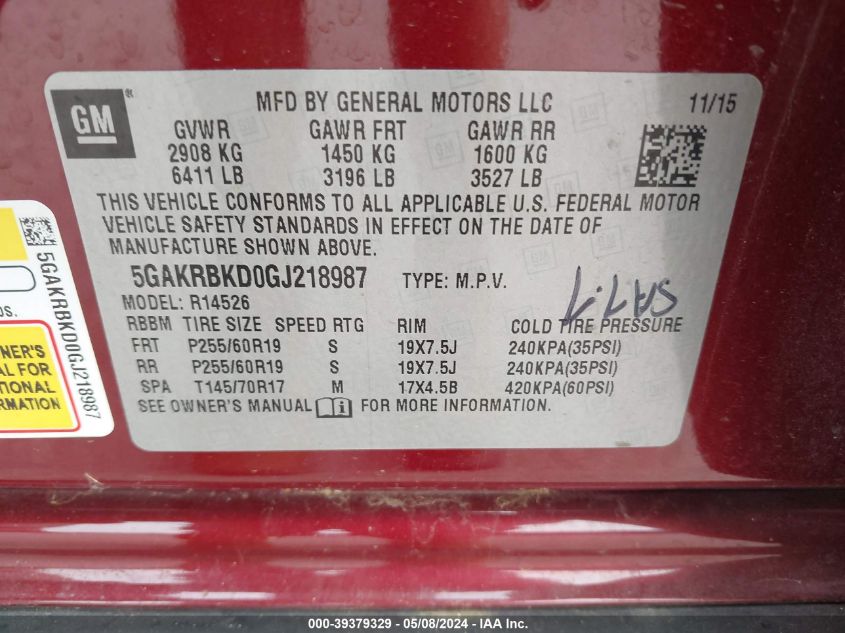 GM ®
MFD BY GENERAL MOTORS LLC 11/15
GVWR GAWR FRT GAWR RR
2908 KG 1450 KG 1600 KG
6411 LB 3196 LB 3527 LB
THIS VEHICLE CONFORMS TO ALL APPLICABLE U.S. FEDERAL MOTOR
VEHICLE SAFETY STANDARDS IN EFFECT ON THE DATE OF
MANUFACTURE SHOWN ABOVE.
5GAKRBKD0GJ218987 TYPE: M.P.V.
MODEL: R14526
RBBM TIRE SIZE SPEED RTG RIM COLD TIRE PRESSURE
FRT P255/60R19 S 19X7.5J 240KPA(35PSI)
RR P255/60R19 S 19X7.5J 240KPA(35PSI)
SPA T145/70R17 M 17X4.5B 420KPA(60PSI)
SEE OWNER'S MANUAL i FOR MORE INFORMATION.
5GAKRBKD0GJ218987
OWNER'S
FOR
000-39379329 - 05/08/2024 - IAA Inc.